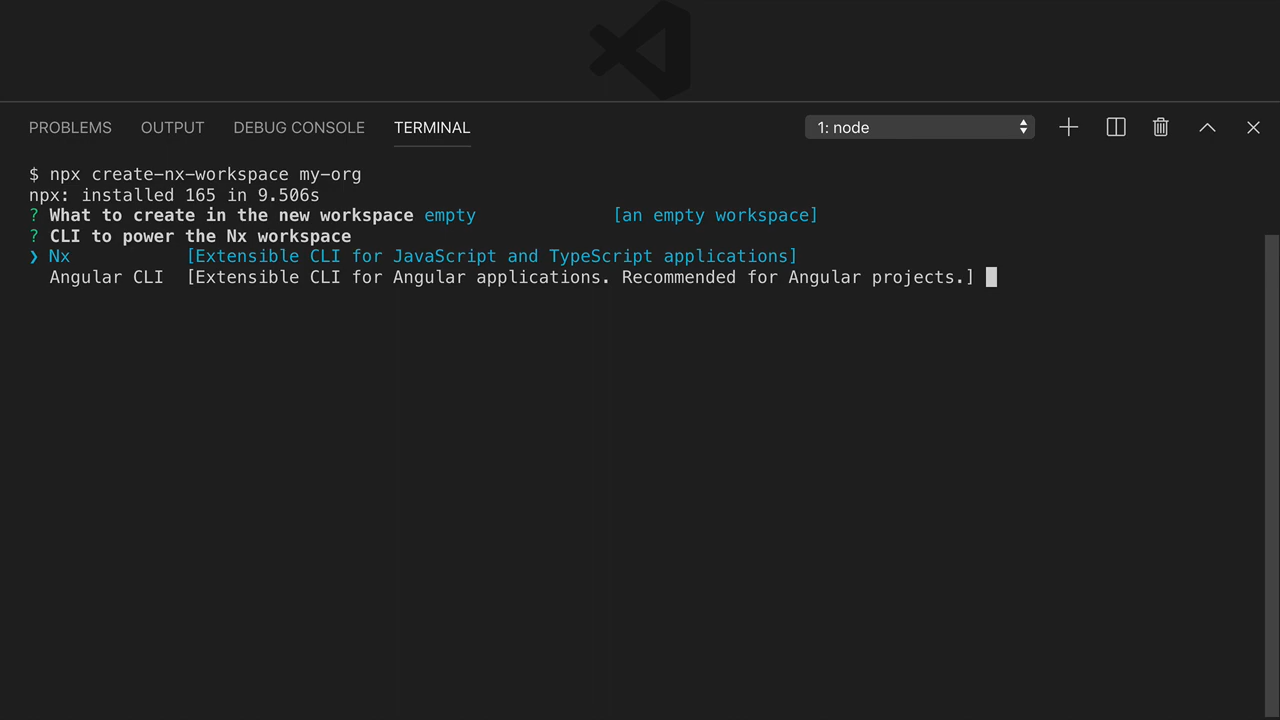 PROBLEMS OUTPUT DEBUG CONSOLE TERMINAL 1: node
$ npx create-nx-workspace my-org
npx: installed 165 in 9.506s
? What to create in the new workspace empty [an empty workspace]
? CLI to power the Nx workspace
❯ Nx [Extensible CLI for JavaScript and TypeScript applications]
Angular CLI [Extensible CLI for Angular applications. Recommended for Angular projects.]